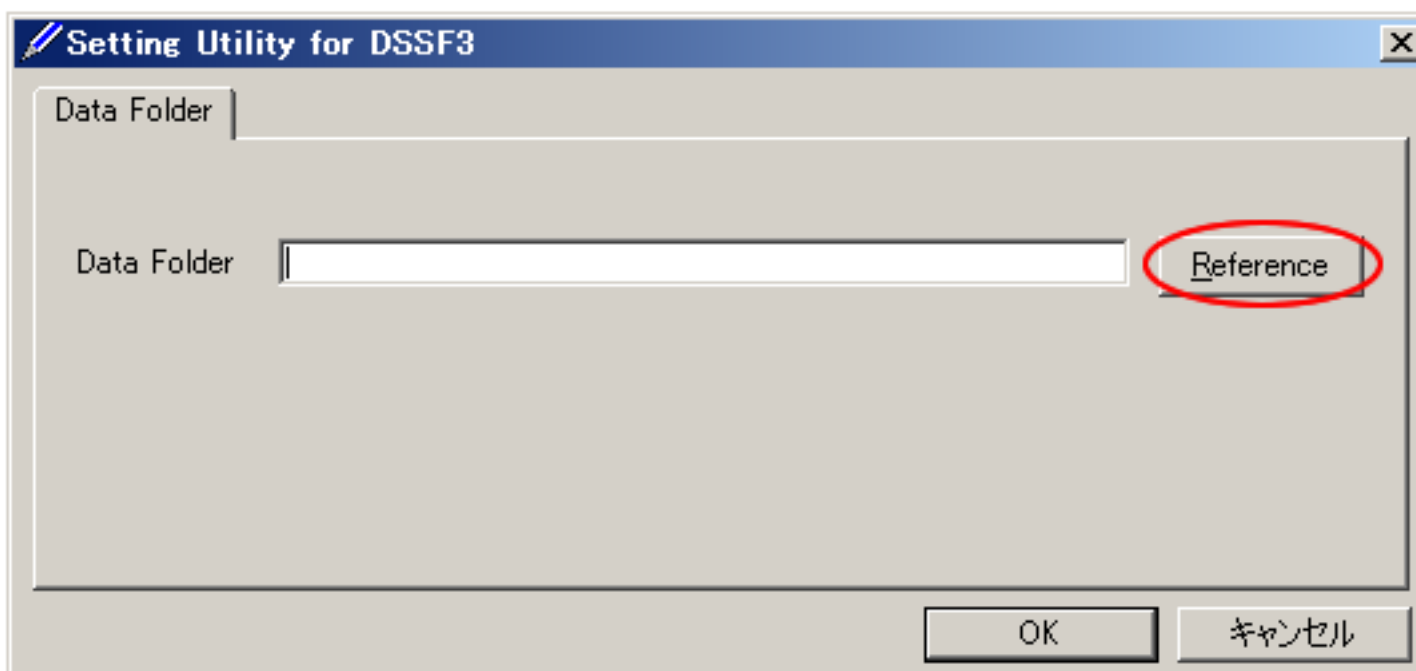 Setting Utility for DSSF3
Data Folder
Data Folder
Reference
OK
キャンセル